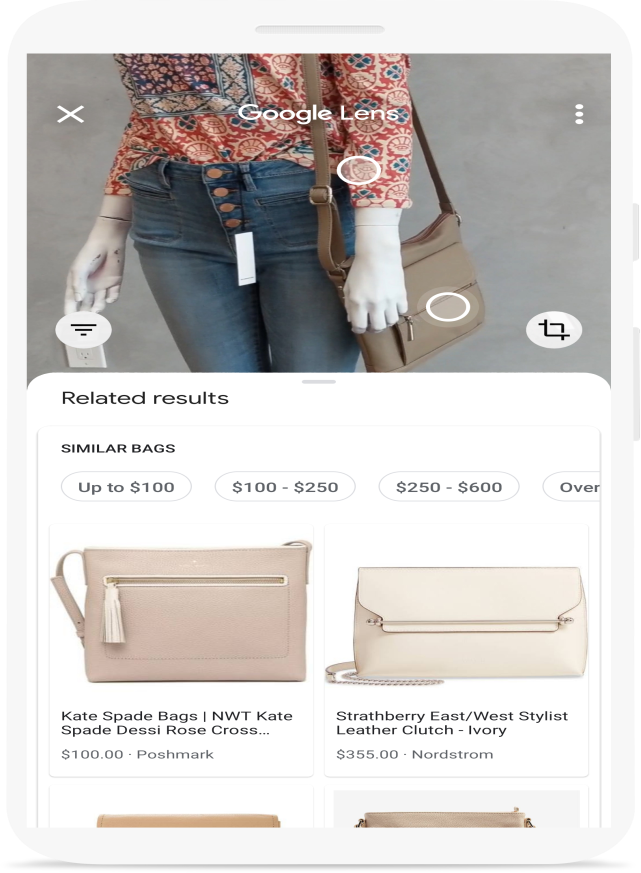 Google Lens
Related results
SIMILAR BAGS
Up to $100
$100 - $250
$250 - $600
Over
Kate Spade Bags | NWT Kate
Spade Dessi Rose Cross...
$100.00 · Poshmark
Strathberry East/West Stylist
Leather Clutch - Ivory
$355.00 · Nordstrom